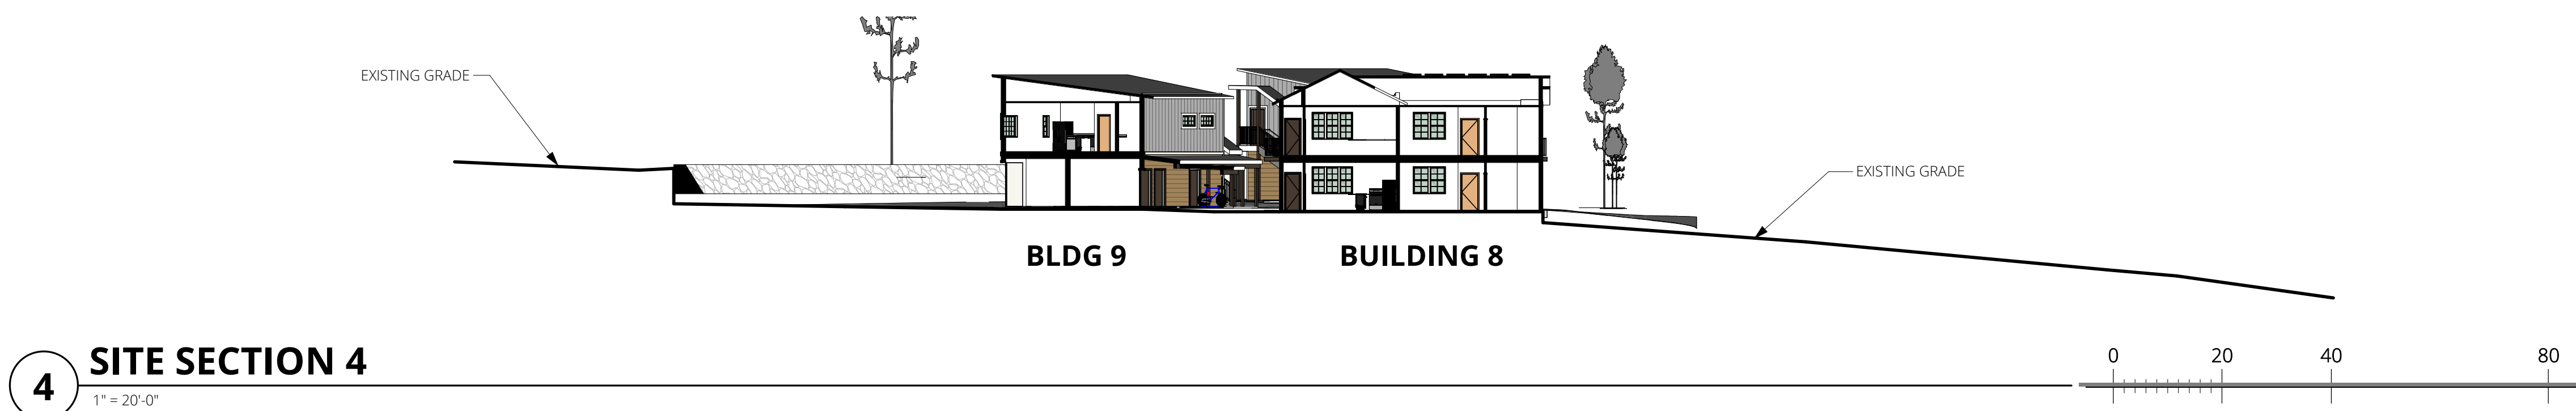 EXISTING GRADE
EXISTING GRADE
BLDG 9
BUILDING 8
SITE SECTION 4
4
1" = 20'-0"
0 20 40 80